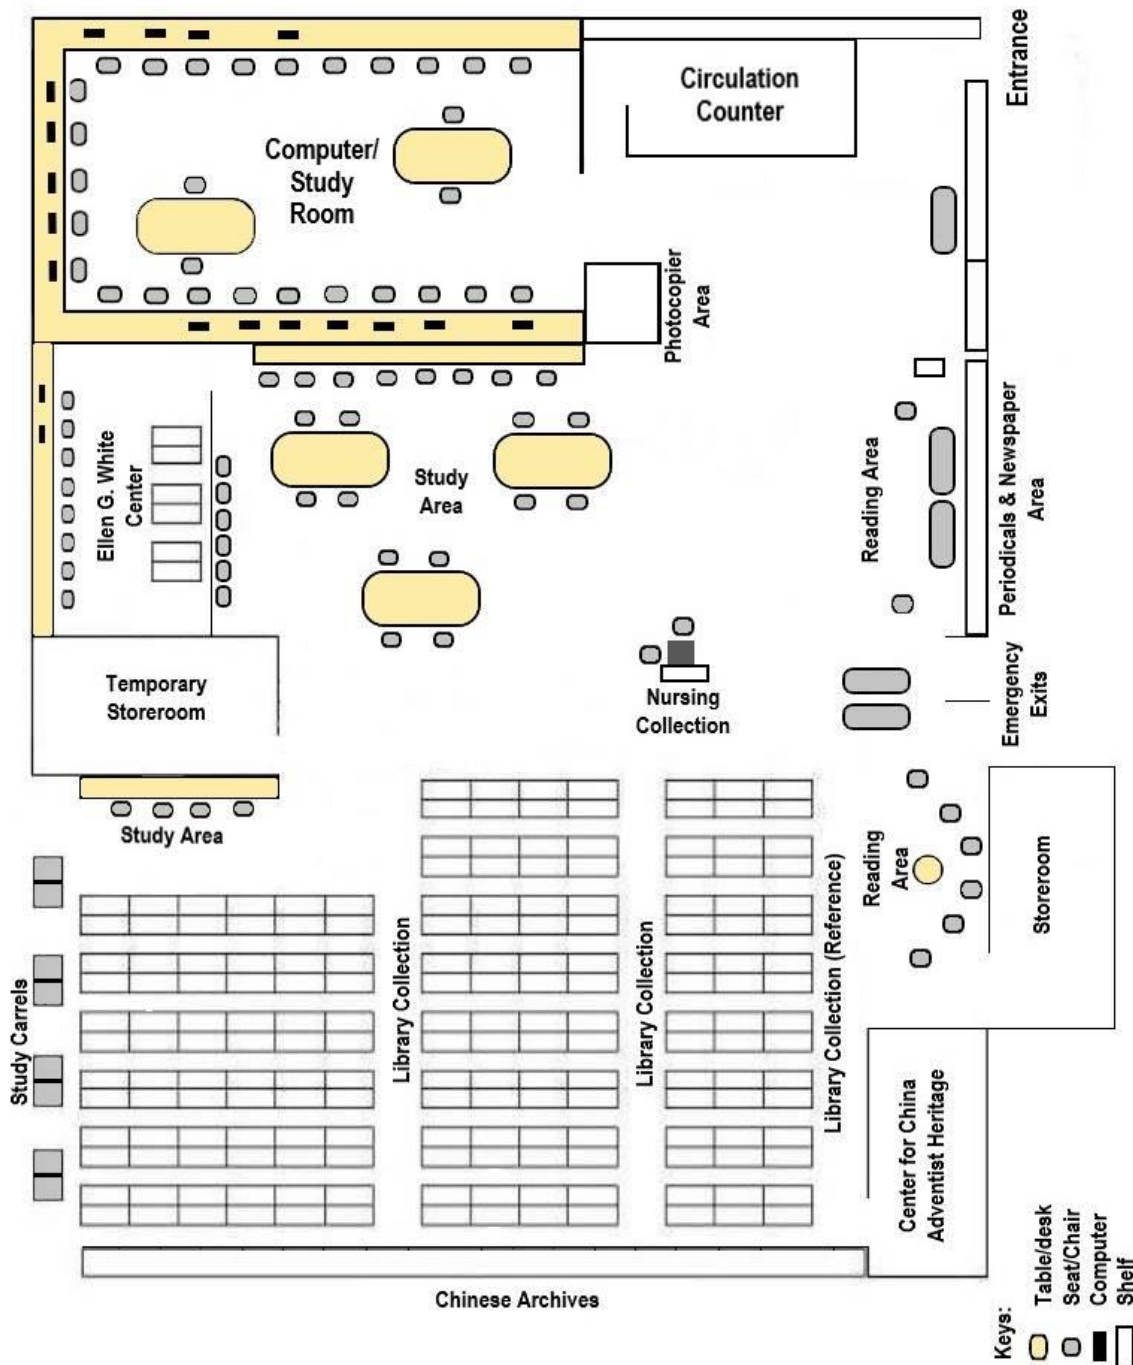 Circulation
Counter
Entrance
Computer/
Study
Room
Photocopier
Area
Ellen G. White
Center
Study
Area
Reading Area
Periodicals & Newspaper
Area
Temporary
Storeroom
Nursing
Collection
Emergency
Exits
Study Area
Study Carrels
Library Collection
Library Collection
Library Collection (Reference)
Reading
Area
Storeroom
Center for China
Adventist Heritage
Chinese Archives
Keys:
Table/desk
Seat/Chair
Computer
Shelf